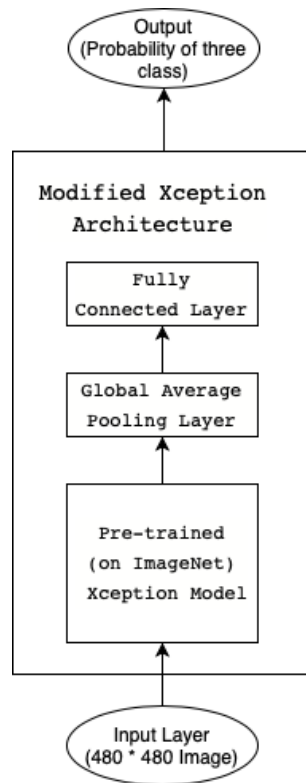 Output
(Probability of three
class)
Modified Xception
Architecture
Fully
Connected Layer
Global Average
Pooling Layer
Pre-trained
(on ImageNet)
Xception Model
Input Layer
(480 * 480 Image)